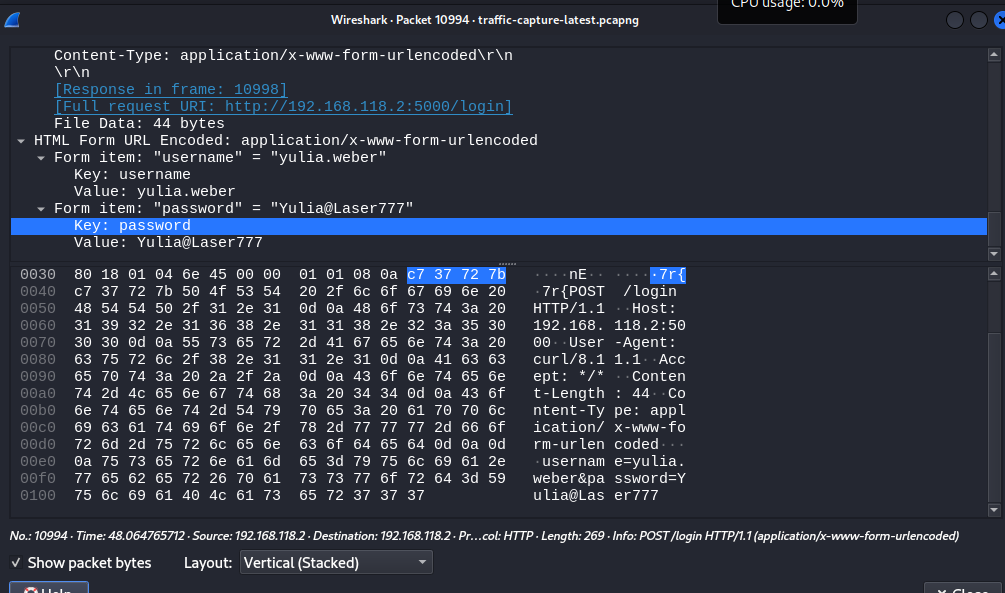 CPU usage: 0.0%
Wireshark · Packet 10994 · traffic-capture-latest.pcapng
Content-Type: application/x-www-form-urlencoded\r\n
\r\n
[Response in frame: 10998]
[Full request URI: http://192.168.118.2:5000/login]
File Data: 44 bytes
HTML Form URL Encoded: application/x-www-form-urlencoded
Form item: "username" = "yulia.weber"
Key: username
Value: yulia.weber
Form item: "password" = "Yulia@Laser777"
Key: password
Value: Yulia@Laser777
0030 80 18 01 04 6e 45 00 00 01 01 08 0a c7 37 72 7b ····nE·· ·····7r{
0040 c7 37 72 7b 50 4f 53 54 20 2f 6c 6f 67 69 6e 20 ·7r{POST /login
0050 48 54 54 50 2f 31 2e 31 0d 0a 48 6f 73 74 3a 20 HTTP/1.1 ··Host:
0060 31 39 32 2e 31 36 38 2e 31 31 38 2e 32 3a 35 30 192.168. 118.2:50
0070 30 30 0d 0a 55 73 65 72 2d 41 67 65 6e 74 3a 20 00··User -Agent:
0080 63 75 72 6c 2f 38 2e 31 31 2e 31 0d 0a 41 63 63 curl/8.1 1.1··Acc
0090 65 70 74 3a 20 2a 2f 2a 0d 0a 43 6f 6e 74 65 6e ept: */* ··Conten
00a0 74 2d 4c 65 6e 67 74 68 3a 20 34 34 0d 0a 43 6f t-Length : 44··Co
00b0 6e 74 65 6e 74 2d 54 79 70 65 3a 20 61 70 70 6c ntent-Ty pe: appl
00c0 69 63 61 74 69 6f 6e 2f 78 2d 77 77 77 2d 66 6f ication/ x-www-fo
00d0 72 6d 2d 75 72 6c 65 6e 63 6f 64 65 64 0d 0a 0d rm-urlen coded···
00e0 0a 75 73 65 72 6e 61 6d 65 3d 79 75 6c 69 61 2e ·usernam e=yulia.
00f0 77 65 62 65 72 26 70 61 73 73 77 6f 72 64 3d 59 weber&pa ssword=Y
0100 75 6c 69 61 40 4c 61 73 65 72 37 37 37 ulia@Las er777
No.: 10994 · Time: 48.064765712 · Source: 192.168.118.2 · Destination: 192.168.118.2 · Pr...col: HTTP · Length: 269 · Info: POST /login HTTP/1.1 (application/x-www-form-urlencoded)
✓ Show packet bytes Layout: Vertical (Stacked)
Help × Close